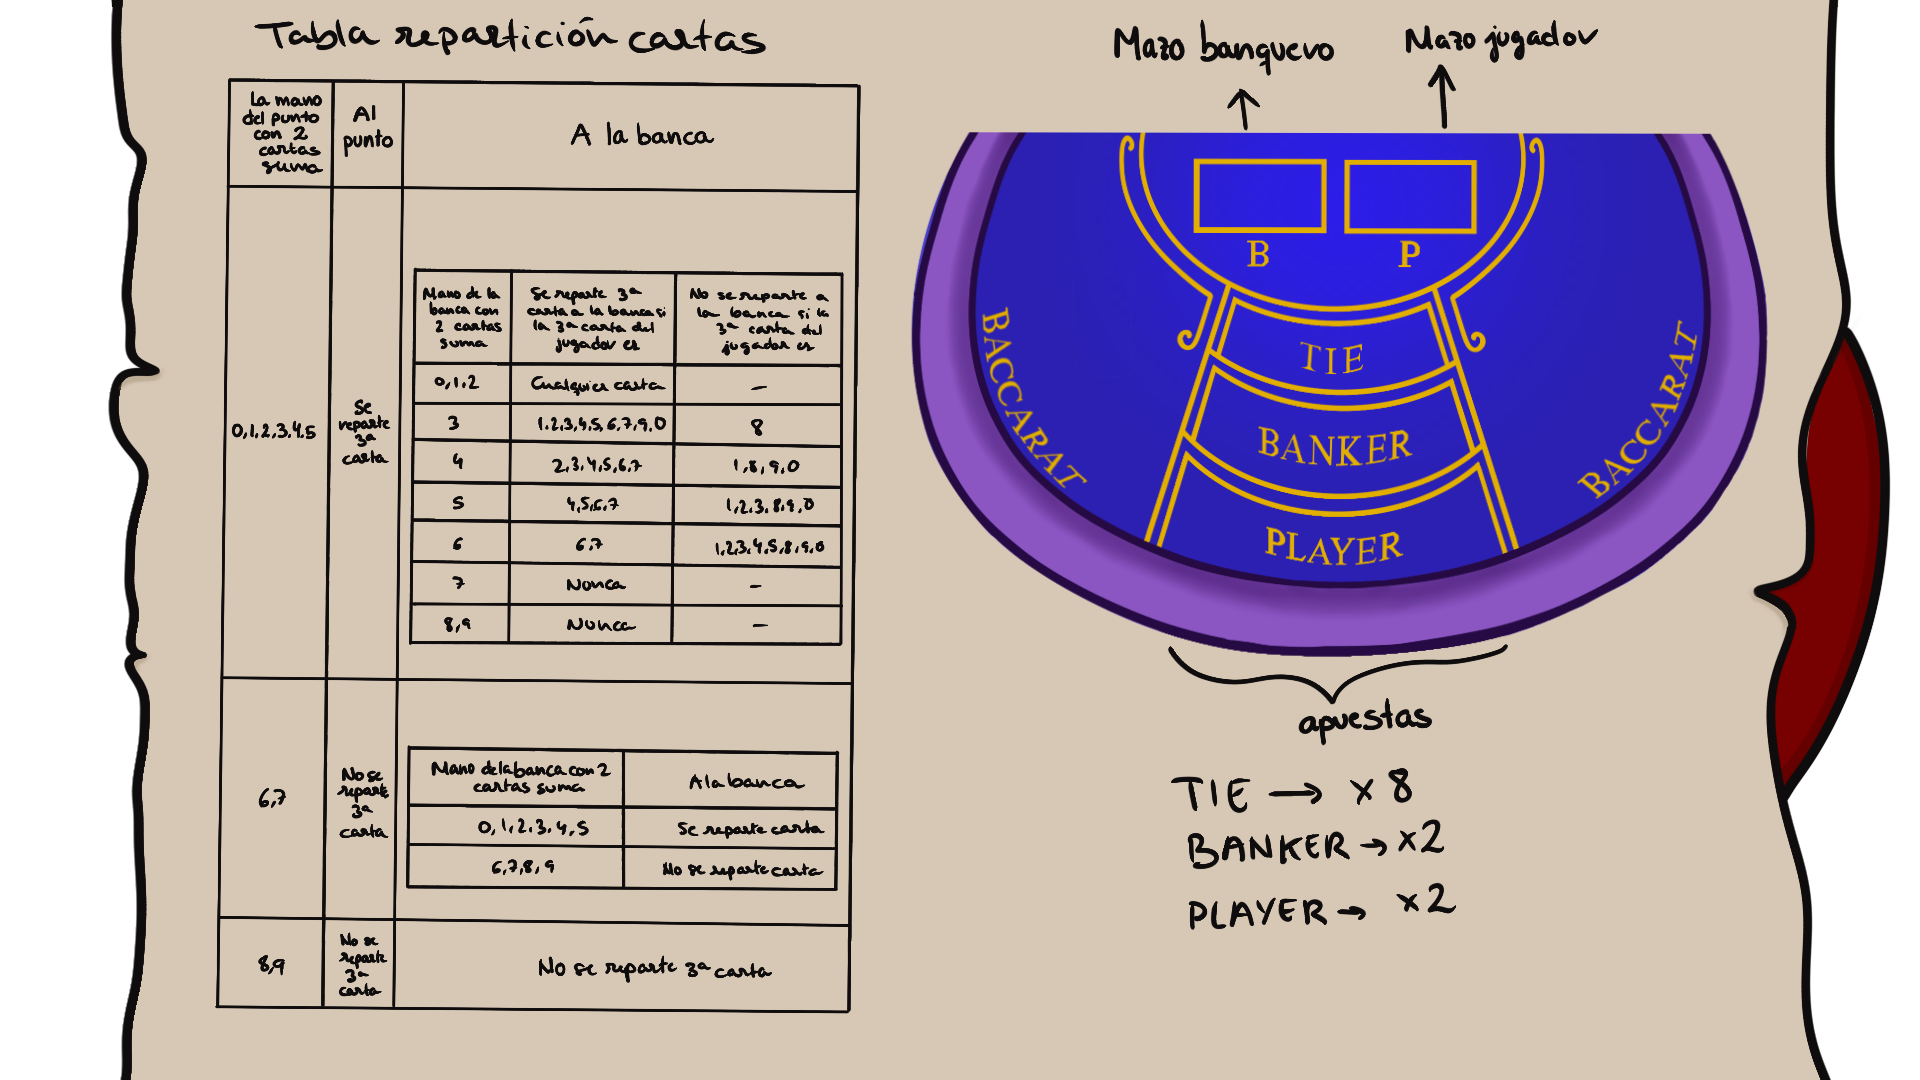 Tabla repartición cartas
La mano
del punto
con 2
cartas
suma
Al
punto
A la banca
0,1,2,3,4,5
Se
reparte
3ª
carta
Mano de la
banca con
2 cartas
suma
Se reparte 3ª
carta a la banca si
la 3ª carta del
jugador es
No se reparte a
la banca si la
3ª carta del
jugador es
0,1,2
Cualquier carta
–
3
1,2,3,4,5,6,7,9,0
8
4
2,3,4,5,6,7
1,8,9,0
5
4,5,6,7
1,2,3,8,9,0
6
6,7
1,2,3,4,5,8,9,0
7
Nunca
–
8,9
Nunca
–
6,7
No se
reparte
3ª
carta
Mano de la banca con 2
cartas suma
A la banca
0,1,2,3,4,5
Se reparte carta
6,7,8,9
No se reparte carta
8,9
No se
reparte
3ª
carta
No se reparte 3ª carta
Mazo banquero
Mazo jugador
B
P
TIE
BANKER
PLAYER
BACCARAT
BACCARAT
apuestas
TIE → x 8
BANKER → x2
PLAYER → x2